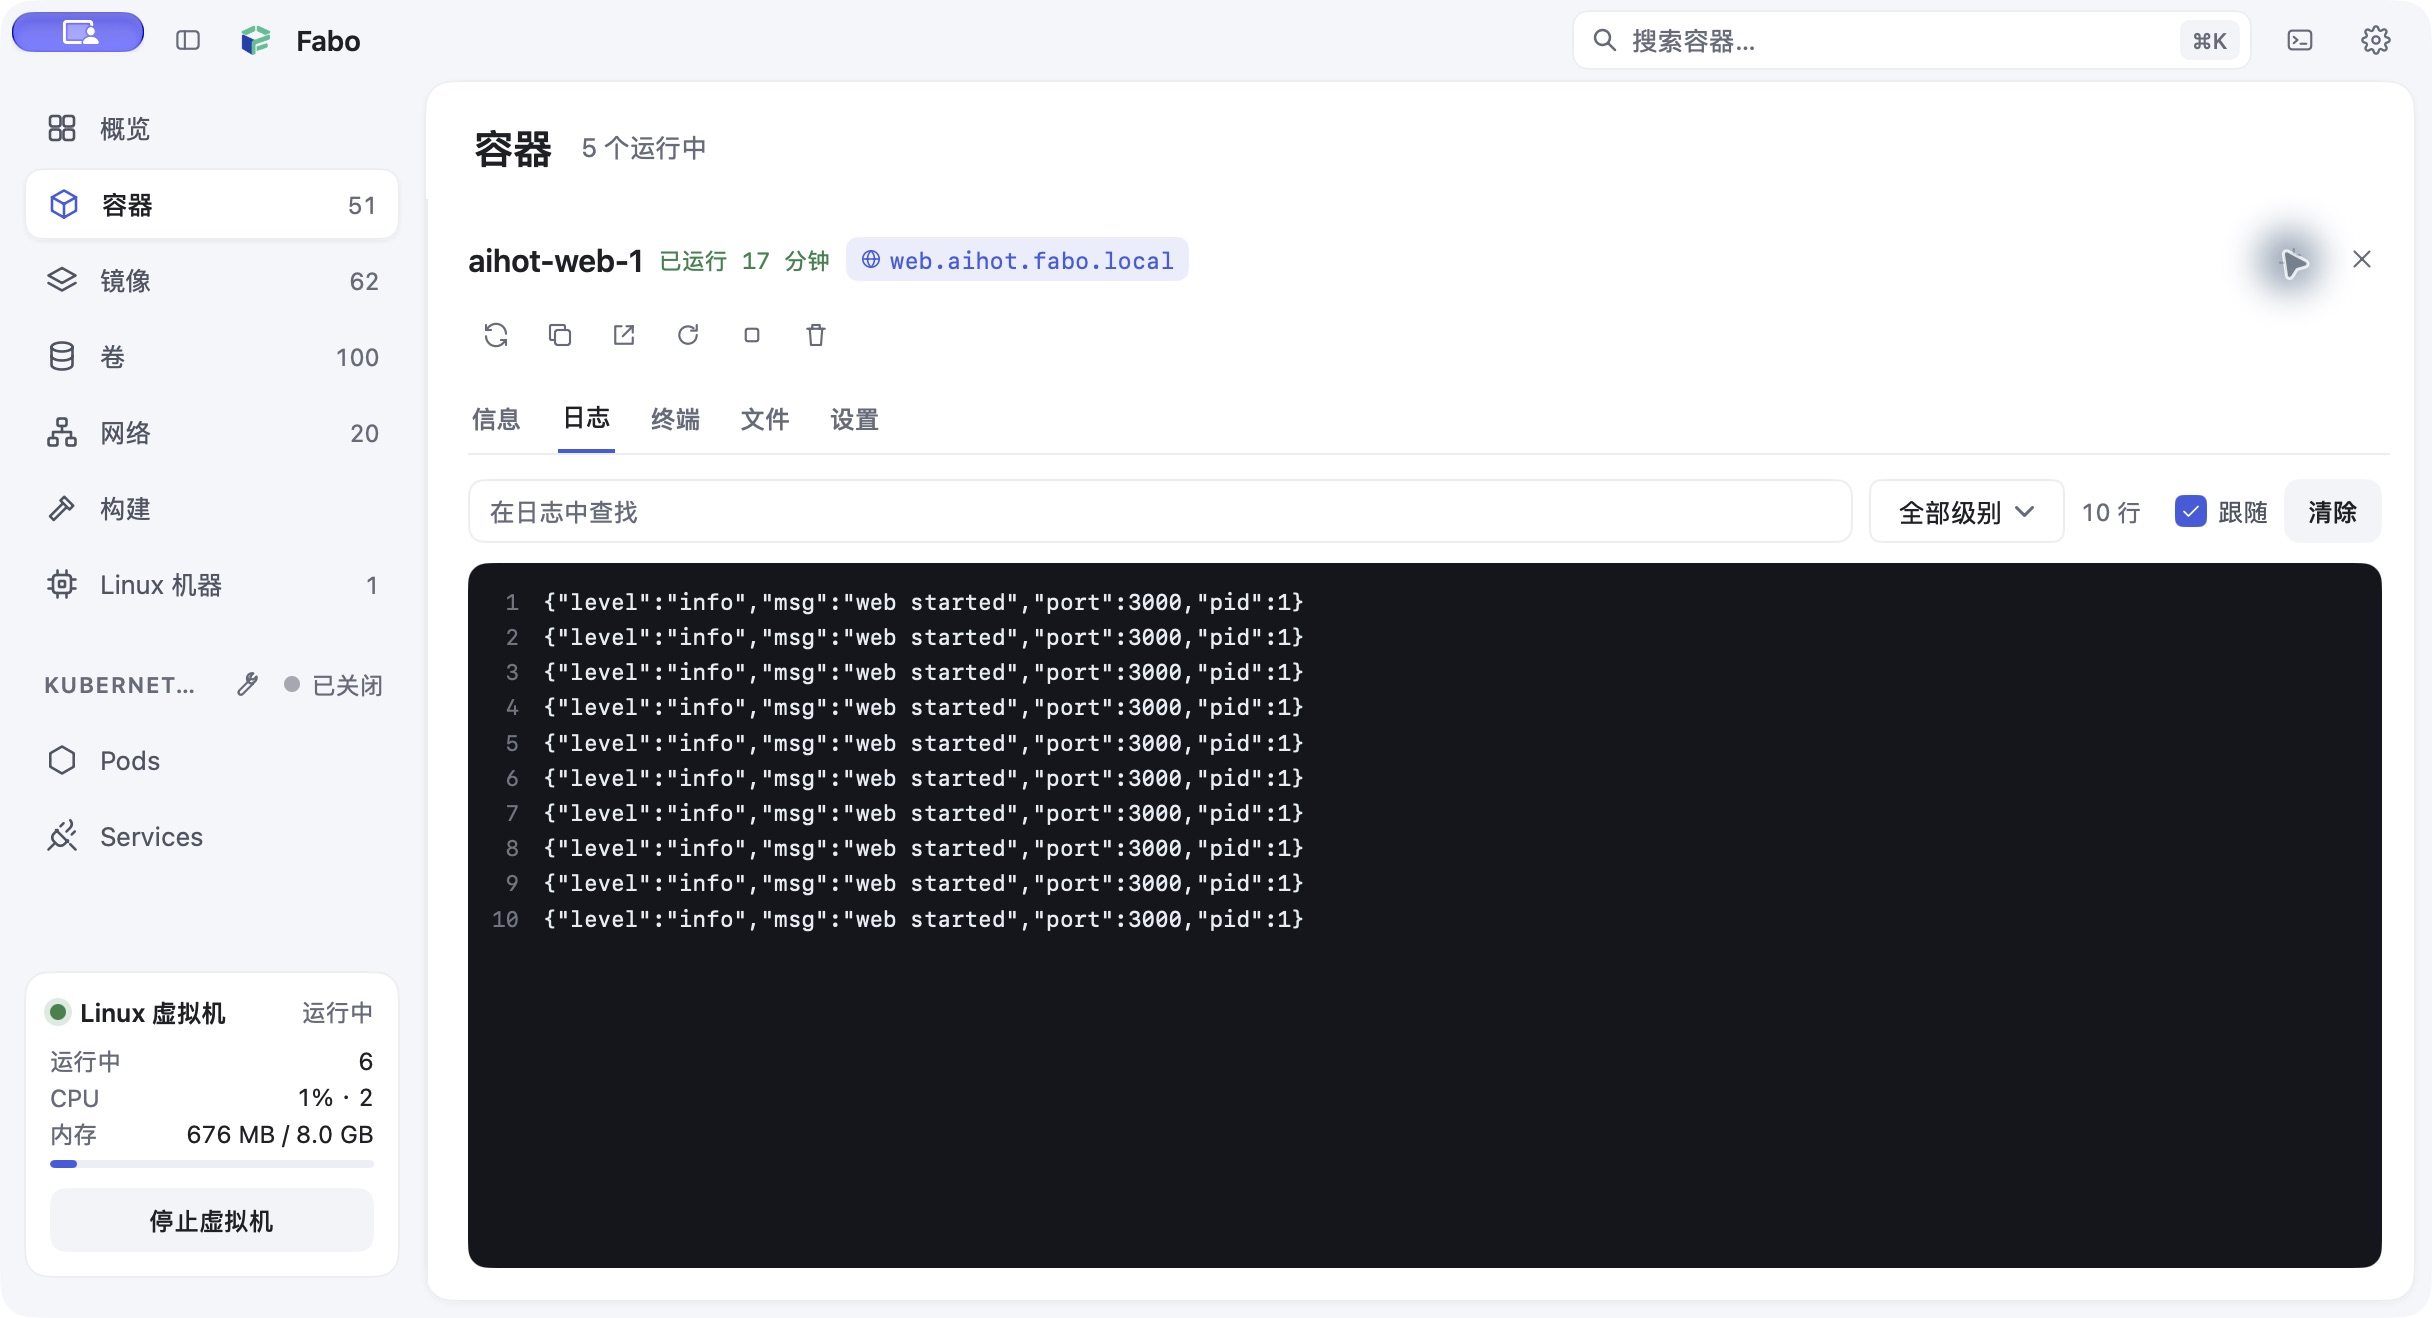 Fabo
搜索容器...
⌘K
概览
容器 51
镜像 62
卷 100
网络 20
构建
Linux 机器 1
KUBERNET... 已关闭
Pods
Services
Linux 虚拟机 运行中
运行中 6
CPU 1% · 2
内存 676 MB / 8.0 GB
停止虚拟机
容器 5 个运行中
aihot-web-1 已运行 17 分钟 web.aihot.fabo.local
信息 日志 终端 文件 设置
在日志中查找 全部级别 10 行 跟随 清除
1 {"level":"info","msg":"web started","port":3000,"pid":1}
2 {"level":"info","msg":"web started","port":3000,"pid":1}
3 {"level":"info","msg":"web started","port":3000,"pid":1}
4 {"level":"info","msg":"web started","port":3000,"pid":1}
5 {"level":"info","msg":"web started","port":3000,"pid":1}
6 {"level":"info","msg":"web started","port":3000,"pid":1}
7 {"level":"info","msg":"web started","port":3000,"pid":1}
8 {"level":"info","msg":"web started","port":3000,"pid":1}
9 {"level":"info","msg":"web started","port":3000,"pid":1}
10 {"level":"info","msg":"web started","port":3000,"pid":1}